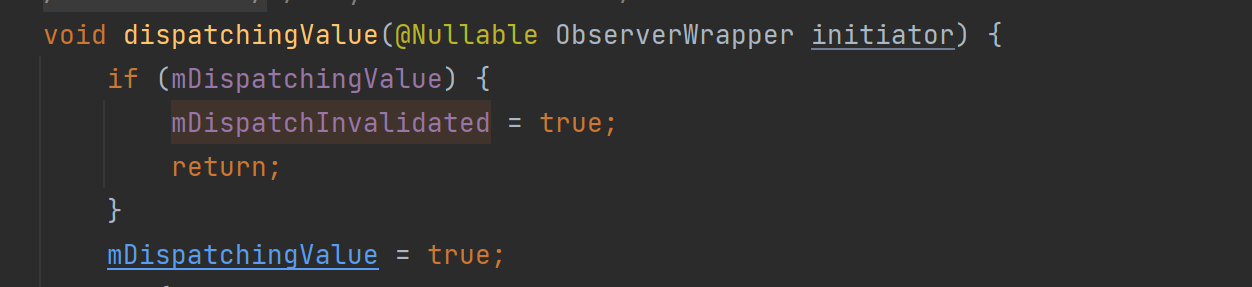 void dispatchingValue(@Nullable ObserverWrapper initiator) {
if (mDispatchingValue) {
mDispatchInvalidated = true;
return;
}
mDispatchingValue = true;